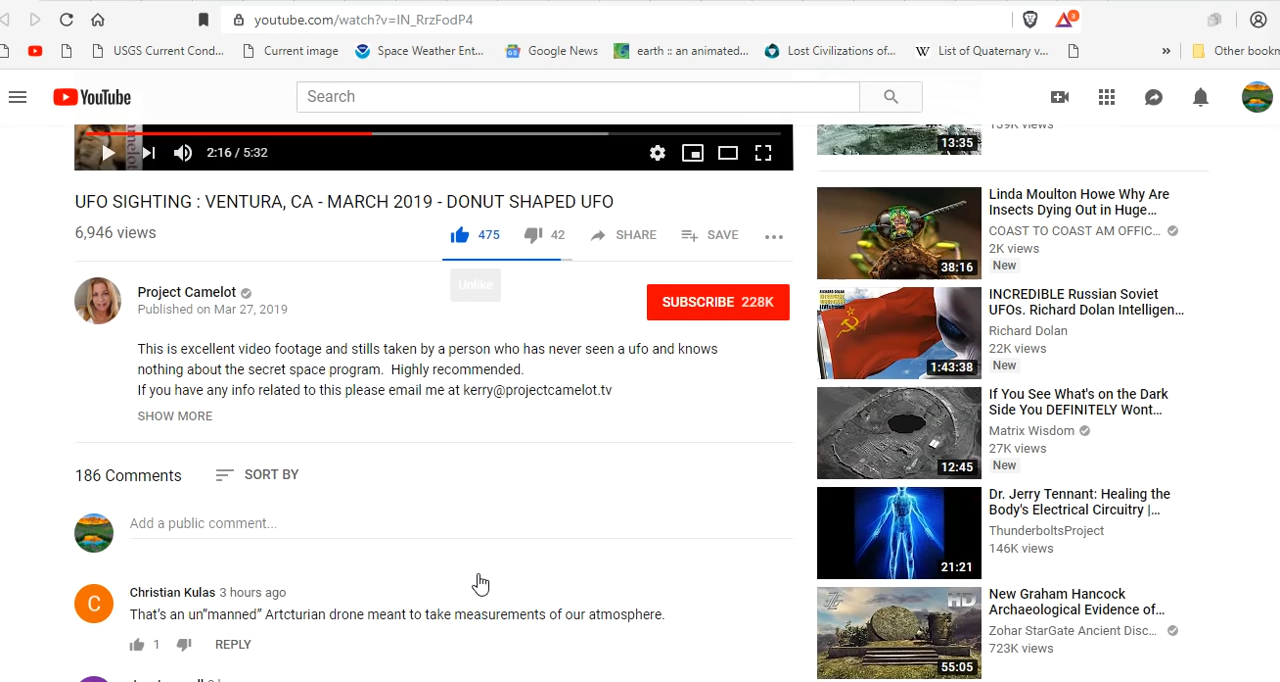 youtube.com/watch?v=IN_RrzFodP4
3
USGS Current Cond...
Current image
Space Weather Ent...
Google News
earth :: an animated...
Lost Civilizations of...
W List of Quaternary v...
»
Other bookm
YouTube
Search
2:16 / 5:32
UFO SIGHTING : VENTURA, CA - MARCH 2019 - DONUT SHAPED UFO
6,946 views
475
42
SHARE
SAVE
Unlike
Project Camelot
Published on Mar 27, 2019
SUBSCRIBE 228K
This is excellent video footage and stills taken by a person who has never seen a ufo and knows
nothing about the secret space program. Highly recommended.
If you have any info related to this please email me at kerry@projectcamelot.tv
SHOW MORE
186 Comments
SORT BY
Add a public comment...
C
Christian Kulas 3 hours ago
That's an un"manned" Artcturian drone meant to take measurements of our atmosphere.
1
REPLY
139K views
13:35
Linda Moulton Howe Why Are
Insects Dying Out in Huge...
COAST TO COAST AM OFFIC...
2K views
New
38:16
INCREDIBLE Russian Soviet
UFOs. Richard Dolan Intelligen...
Richard Dolan
22K views
New
1:43:38
If You See What's on the Dark
Side You DEFINITELY Wont...
Matrix Wisdom
27K views
New
12:45
Dr. Jerry Tennant: Healing the
Body's Electrical Circuitry |...
ThunderboltsProject
146K views
21:21
New Graham Hancock
Archaeological Evidence of...
Zohar StarGate Ancient Disc...
723K views
HD
55:05